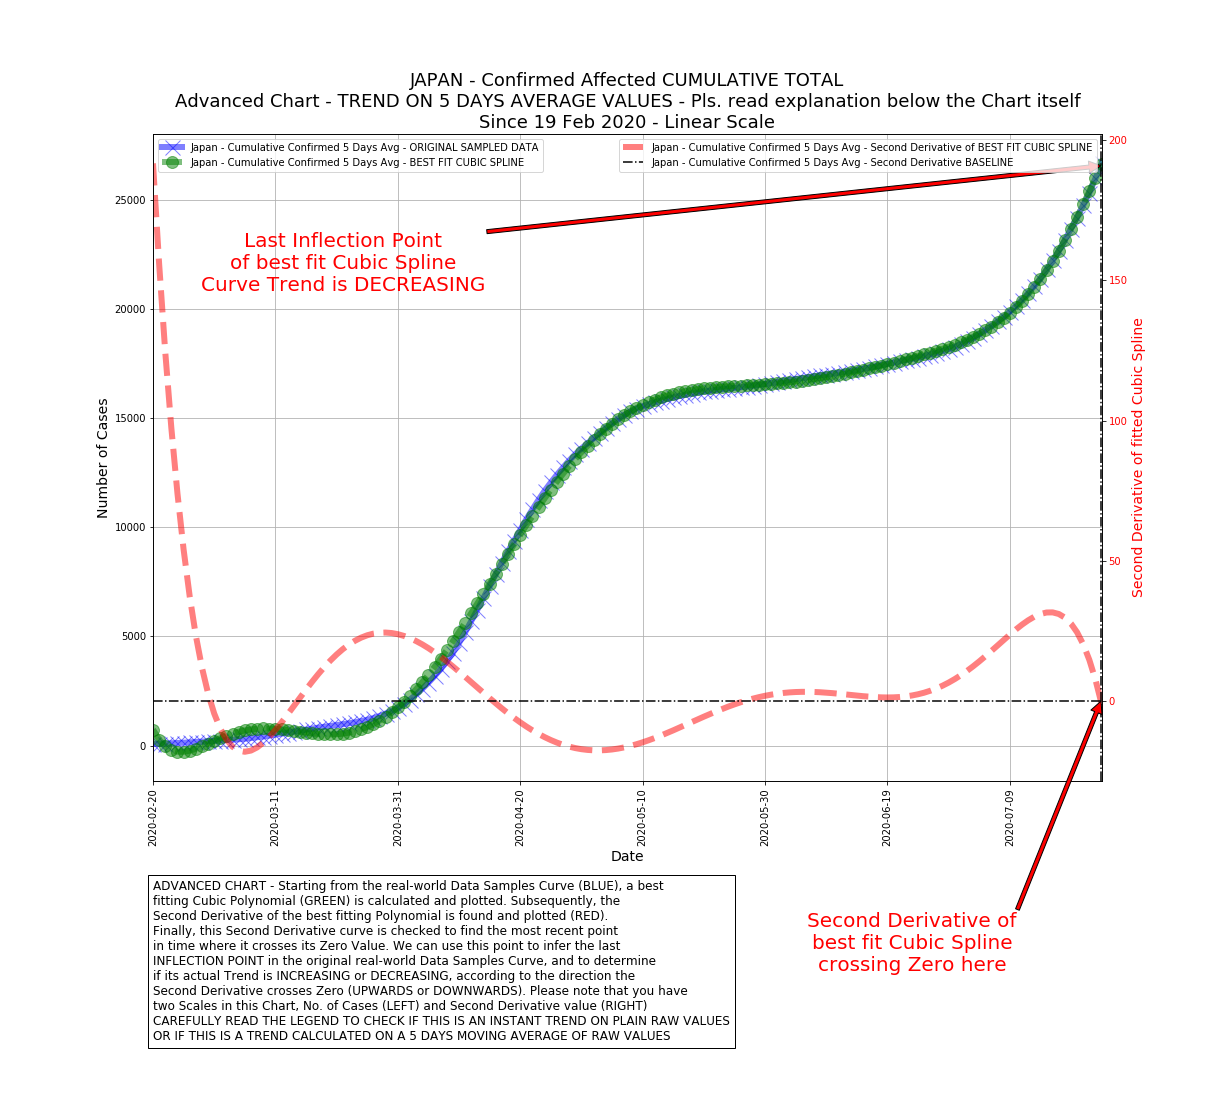 JAPAN - Confirmed Affected CUMULATIVE TOTAL
Advanced Chart - TREND ON 5 DAYS AVERAGE VALUES - Pls. read explanation below the Chart itself
Since 19 Feb 2020 - Linear Scale
Japan - Cumulative Confirmed 5 Days Avg - ORIGINAL SAMPLED DATA
Japan - Cumulative Confirmed 5 Days Avg - BEST FIT CUBIC SPLINE
Japan - Cumulative Confirmed 5 Days Avg - Second Derivative of BEST FIT CUBIC SPLINE
Japan - Cumulative Confirmed 5 Days Avg - Second Derivative BASELINE
Last Inflection Point
of best fit Cubic Spline
Curve Trend is DECREASING
Number of Cases
25000
20000
15000
10000
5000
0
200
150
100
50
0
Second Derivative of fitted Cubic Spline
2020-02-20
2020-03-11
2020-03-31
2020-04-20
2020-05-10
2020-05-30
2020-06-19
2020-07-09
Date
ADVANCED CHART - Starting from the real-world Data Samples Curve (BLUE), a best
fitting Cubic Polynomial (GREEN) is calculated and plotted. Subsequently, the
Second Derivative of the best fitting Polynomial is found and plotted (RED).
Finally, this Second Derivative curve is checked to find the most recent point
in time where it crosses its Zero Value. We can use this point to infer the last
INFLECTION POINT in the original real-world Data Samples Curve, and to determine
if its actual Trend is INCREASING or DECREASING, according to the direction the
Second Derivative crosses Zero (UPWARDS or DOWNWARDS). Please note that you have
two Scales in this Chart, No. of Cases (LEFT) and Second Derivative value (RIGHT)
CAREFULLY READ THE LEGEND TO CHECK IF THIS IS AN INSTANT TREND ON PLAIN RAW VALUES
OR IF THIS IS A TREND CALCULATED ON A 5 DAYS MOVING AVERAGE OF RAW VALUES
Second Derivative of
best fit Cubic Spline
crossing Zero here